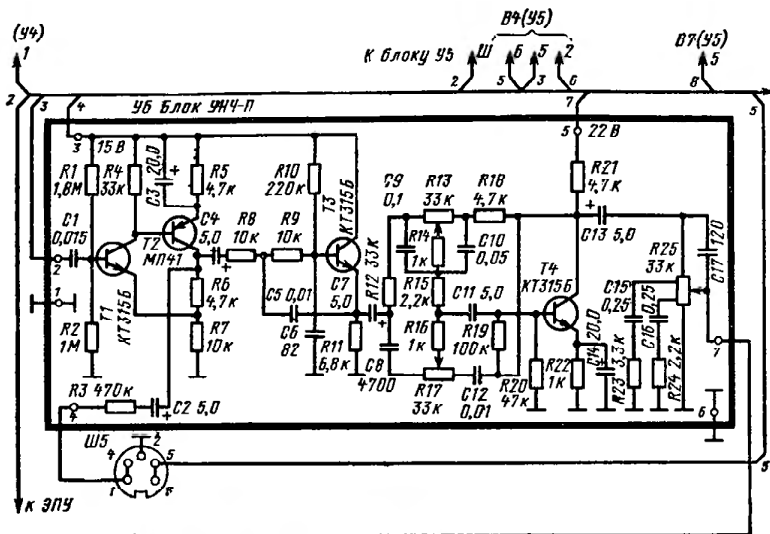 (У4)
В4(У5)
В7(У5)
1
К блоку У5
Ш
6
5
2
5
2
5
3
6
8
2
3
4
У6 Блок УНЧ-П
7
5
3
15 В
5
22 В
R1
1,8М
R4
33к
C3 20,0
+
R5
4,7к
R10
220к
T3
КТ315Б
C9
0,1
R13
33к
R18
4,7к
R21
4,7к
C1
0,015
2
T2
МП41
C4
5,0
+
R8
10к
R9
10к
R14
1к
C10
0,05
+
C13 5,0
R25
33к
C17 120
T1
КТ315Б
R6
4,7к
C5 0,01
C7
5,0
+
R12 33к
R15
2,2к
C11 5,0
T4
КТ315Б
C15
0,25
C16 0,25
1
R2
1М
R7
10к
C6
82
R11
6,8к
C8
4700
R16
1к
R19
100к
R22
1к
C14 20,0
+
R23 3,3к
R24 2,2к
7
R3 470к
4
C2 5,0
+
R17
33к
C12
0,01
R20
47к
6
Ш5
2
4
5
5
к ЭПУ